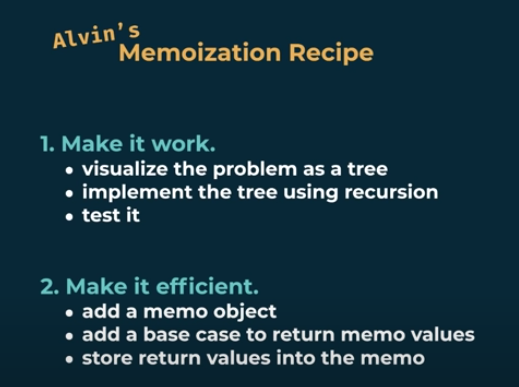 Alvin's
Memoization Recipe
1. Make it work.
• visualize the problem as a tree
• implement the tree using recursion
• test it
2. Make it efficient.
• add a memo object
• add a base case to return memo values
• store return values into the memo